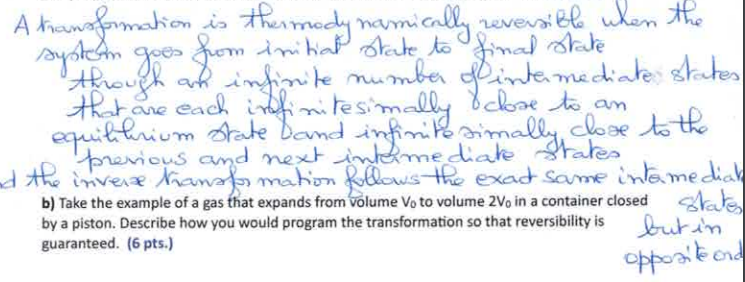 A transformation is thermodynamically reversible when the
system goes from initial state to final state
through an infinite number of intermediate states
that are each infinitesimally close to an
equilibrium state and infinitesimally close to the
previous and next intermediate states
d the inverse transformation follows the exact same intermediat
states
but in
opposite ord
b) Take the example of a gas that expands from volume V₀ to volume 2V₀ in a container closed
by a piston. Describe how you would program the transformation so that reversibility is
guaranteed. (6 pts.)